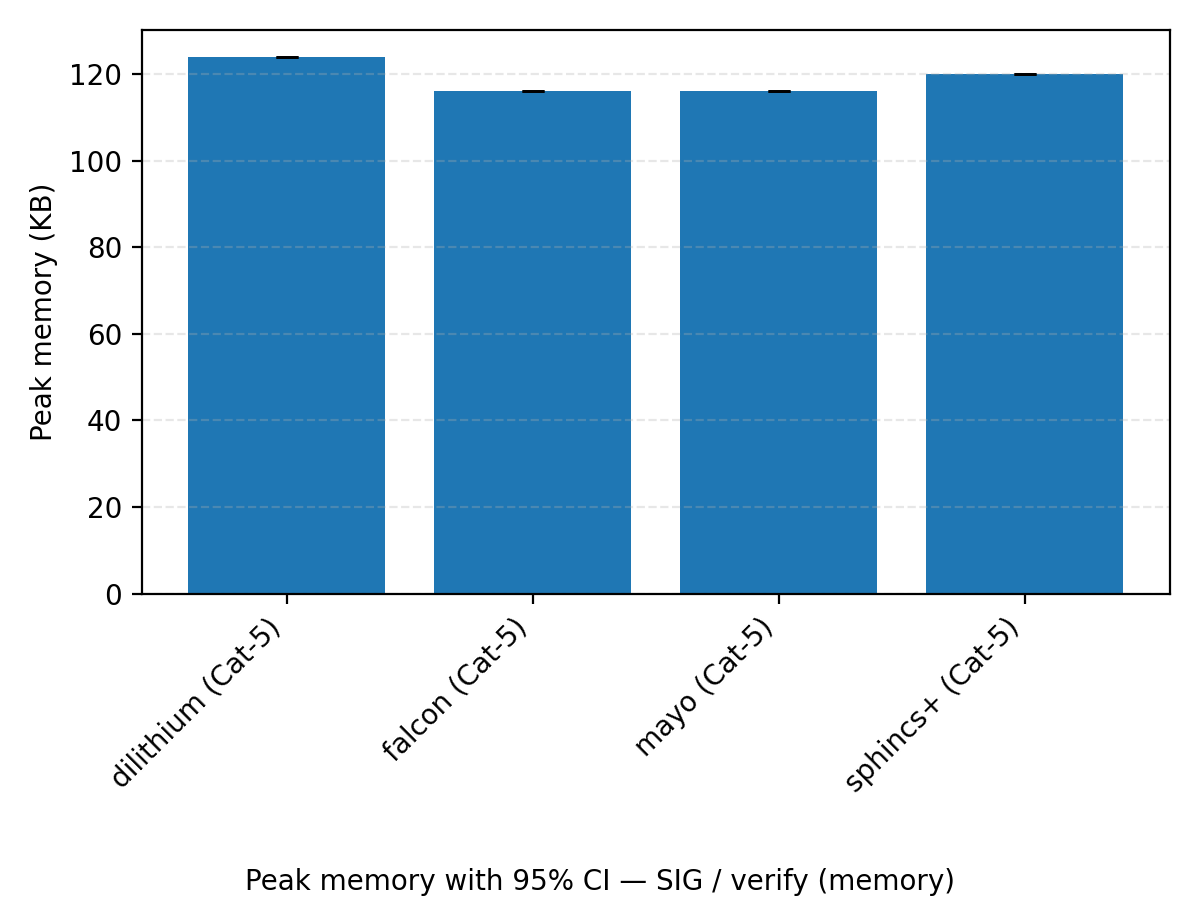 Peak memory (KB)
120
100
80
60
40
20
0
dilithium (Cat-5)
falcon (Cat-5)
mayo (Cat-5)
sphincs+ (Cat-5)
Peak memory with 95% CI — SIG / verify (memory)